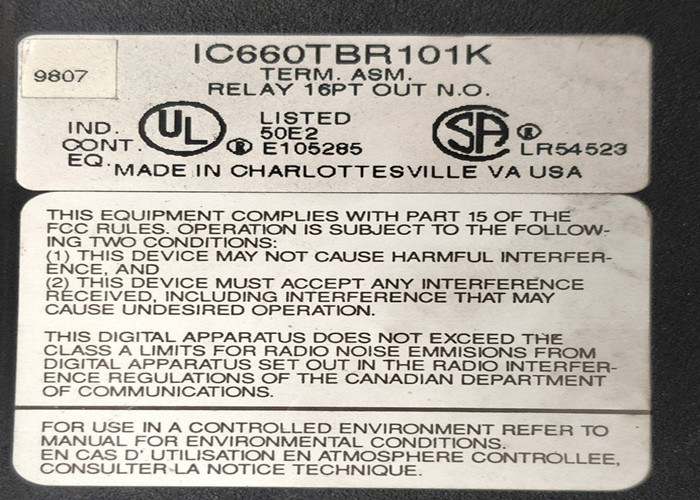 IC660TBR101K
9807
TERM. ASM.
RELAY 16PT OUT N.O.
IND.
CONT.
EQ.
UL
LISTED
50E2
® E105285
SA
® LR54523
MADE IN CHARLOTTESVILLE VA USA
THIS EQUIPMENT COMPLIES WITH PART 15 OF THE
FCC RULES. OPERATION IS SUBJECT TO THE FOLLOW-
ING TWO CONDITIONS:
(1) THIS DEVICE MAY NOT CAUSE HARMFUL INTERFER-
ENCE, AND
(2) THIS DEVICE MUST ACCEPT ANY INTERFERENCE
RECEIVED, INCLUDING INTERFERENCE THAT MAY
CAUSE UNDESIRED OPERATION.
THIS DIGITAL APPARATUS DOES NOT EXCEED THE
CLASS A LIMITS FOR RADIO NOISE EMMISIONS FROM
DIGITAL APPARATUS SET OUT IN THE RADIO INTERFER-
ENCE REGULATIONS OF THE CANADIAN DEPARTMENT
OF COMMUNICATIONS.
FOR USE IN A CONTROLLED ENVIRONMENT REFER TO
MANUAL FOR ENVIRONMENTAL CONDITIONS.
EN CAS D' UTILISATION EN ATMOSPHERE CONTROLLEE,
CONSULTER LA NOTICE TECHNIQUE.